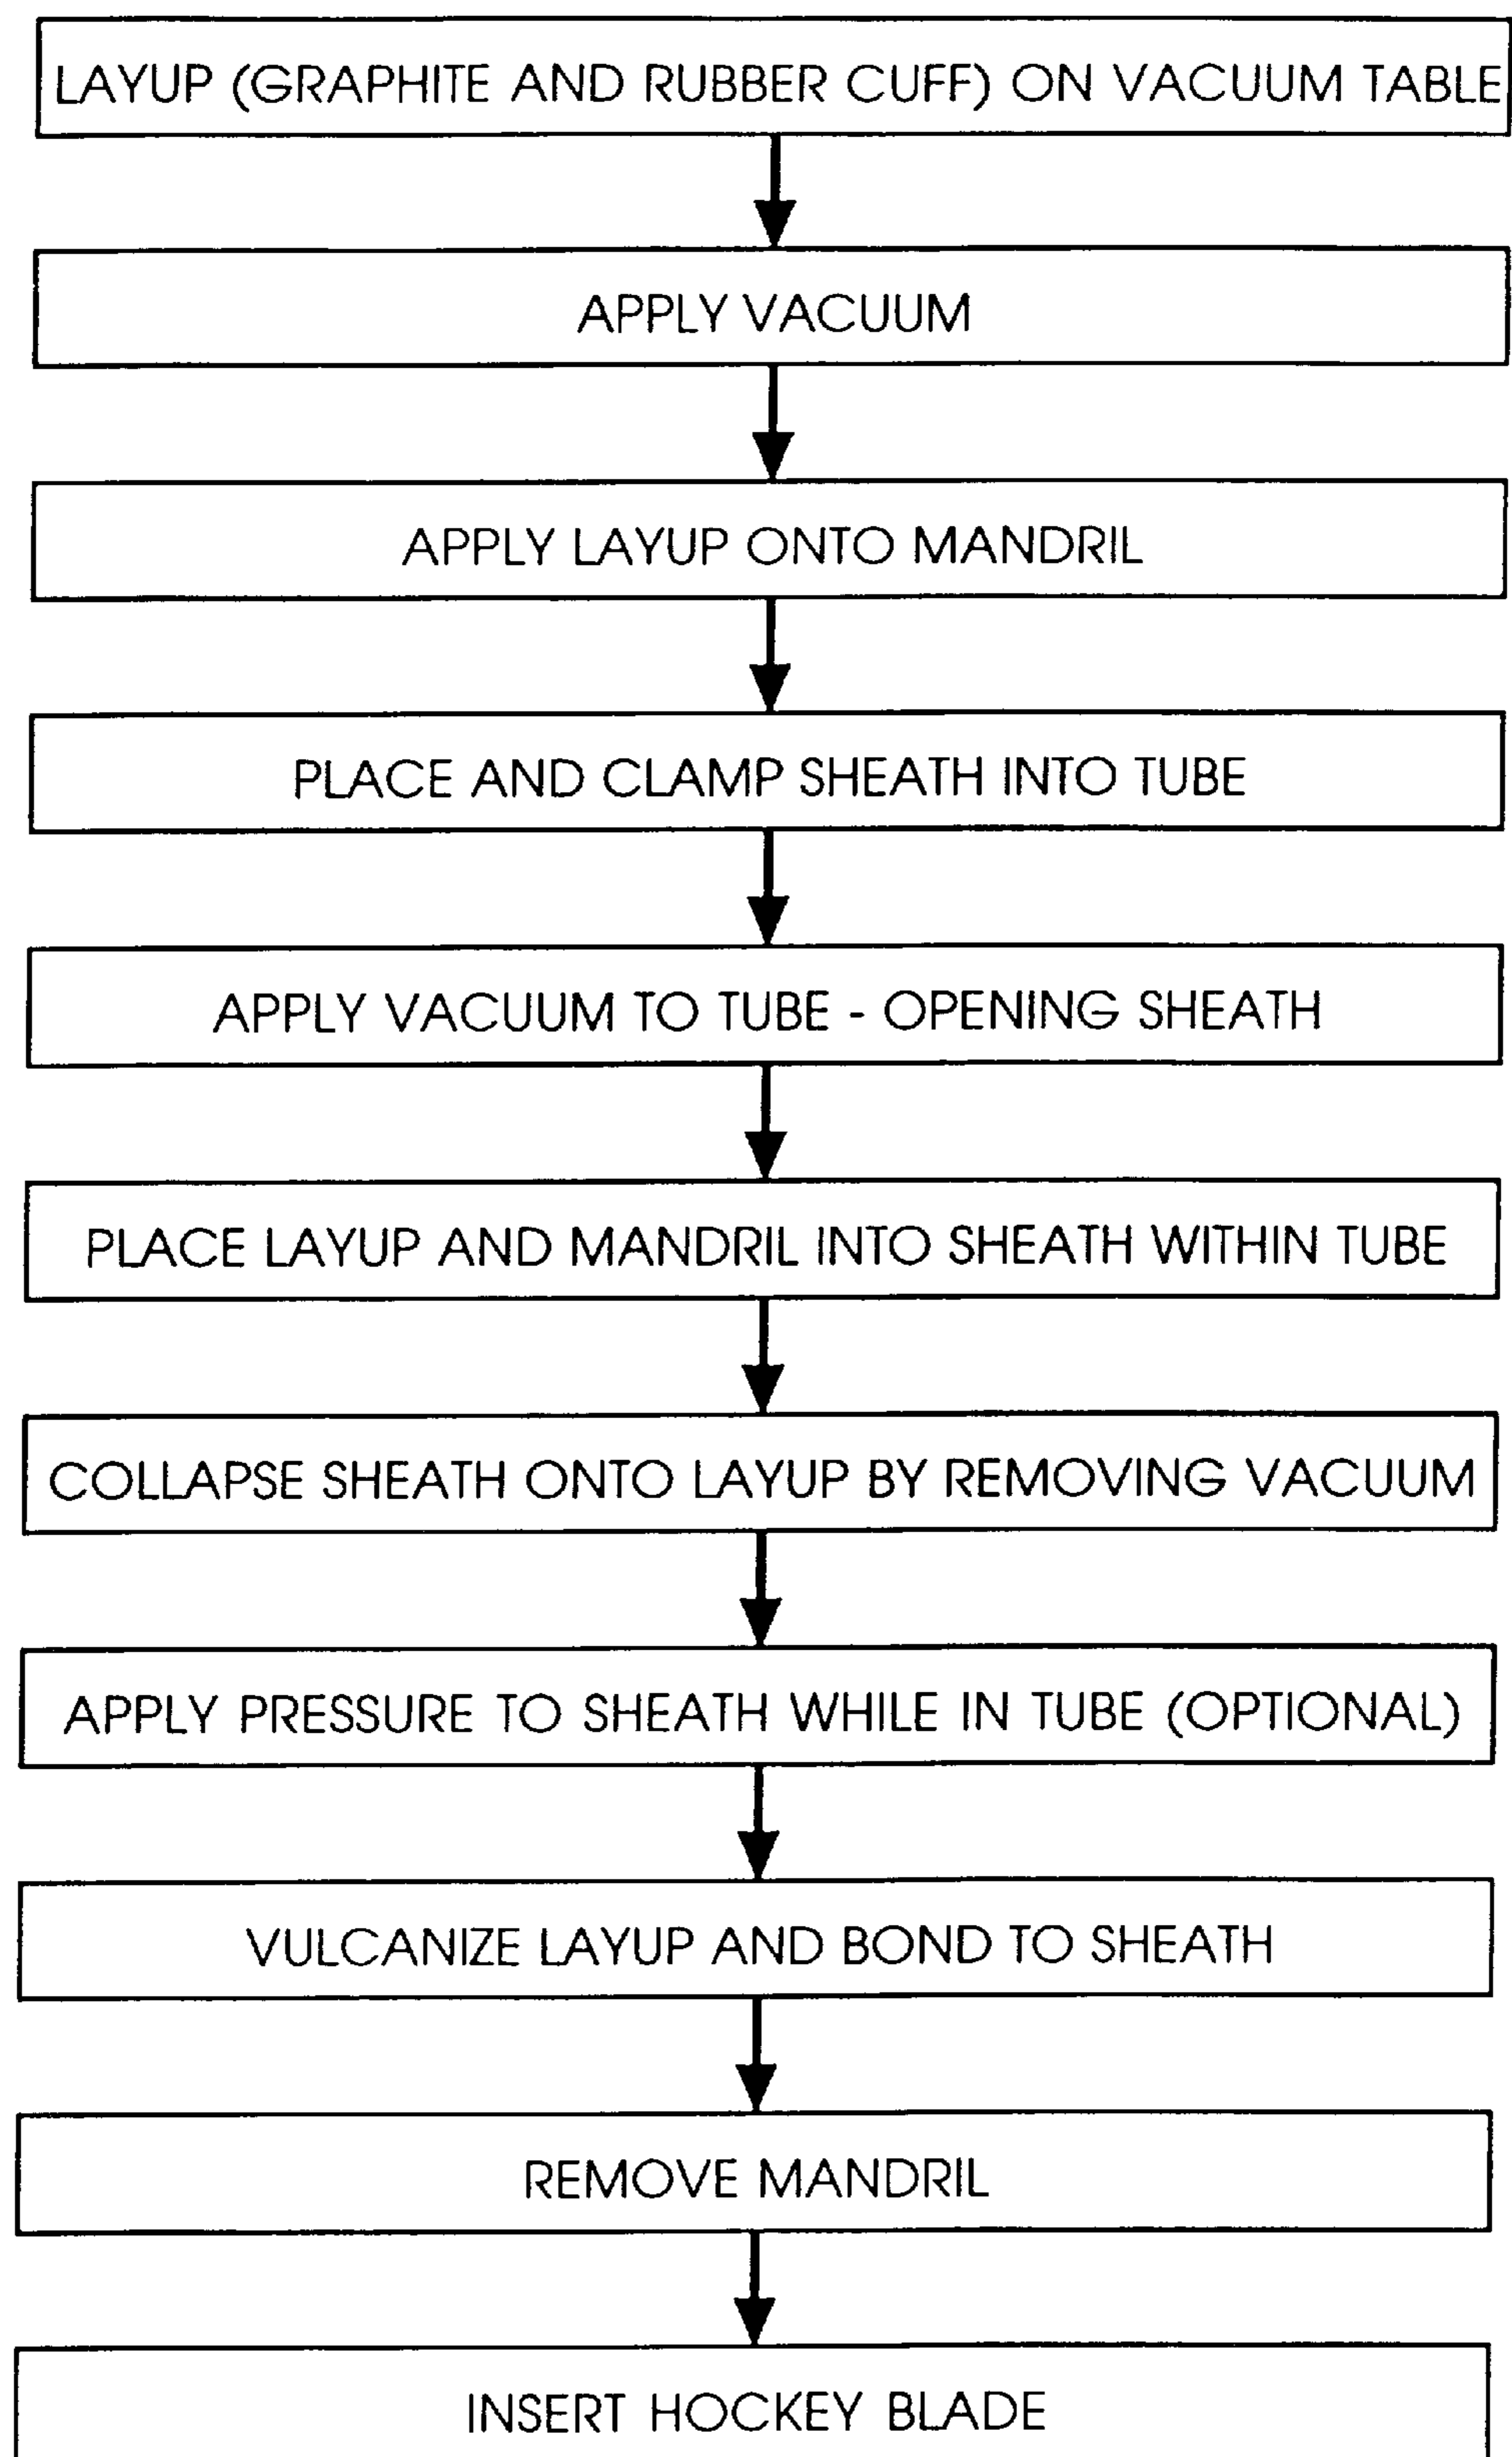 LAYUP (GRAPHITE AND RUBBER CUFF) ON VACUUM TABLE
APPLY VACUUM
APPLY LAYUP ONTO MANDRIL
PLACE AND CLAMP SHEATH INTO TUBE
APPLY VACUUM TO TUBE - OPENING SHEATH
PLACE LAYUP AND MANDRIL INTO SHEATH WITHIN TUBE
COLLAPSE SHEATH ONTO LAYUP BY REMOVING VACUUM
APPLY PRESSURE TO SHEATH WHILE IN TUBE (OPTIONAL)
VULCANIZE LAYUP AND BOND TO SHEATH
REMOVE MANDRIL
INSERT HOCKEY BLADE